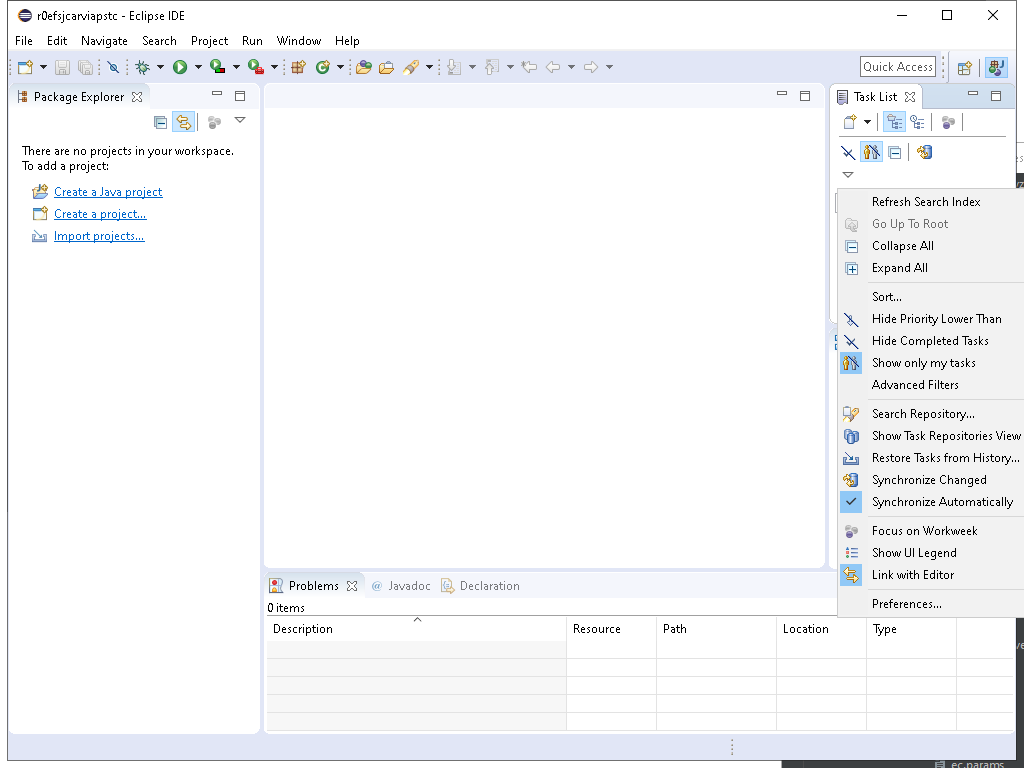 r0efsjcarviapstc - Eclipse IDE
File Edit Navigate Search Project Run Window Help
Quick Access
Package Explorer
There are no projects in your workspace.
To add a project:
Create a Java project
Create a project...
Import projects...
Task List
Refresh Search Index
Go Up To Root
Collapse All
Expand All
Sort...
Hide Priority Lower Than
Hide Completed Tasks
Show only my tasks
Advanced Filters
Search Repository...
Show Task Repositories View
Restore Tasks from History...
Synchronize Changed
Synchronize Automatically
Focus on Workweek
Show UI Legend
Link with Editor
Preferences...
Problems @ Javadoc Declaration
0 items
Description Resource Path Location Type
ec.params